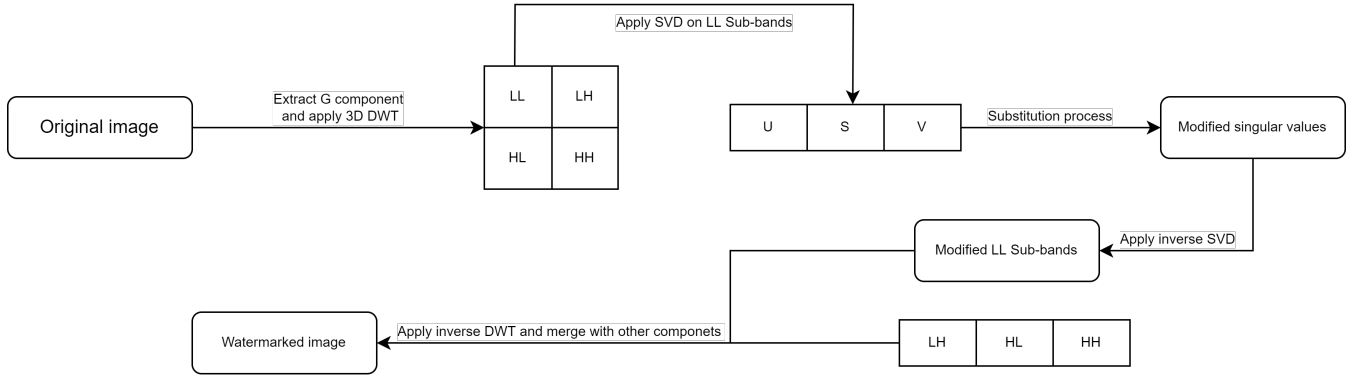 Apply SVD on LL Sub-bands
Original image
Extract G component
and apply 3D DWT
LL
LH
HL
HH
U
S
V
Substitution process
Modified singular values
Apply inverse SVD
Modified LL Sub-bands
LH
HL
HH
Apply inverse DWT and merge with other componets
Watermarked image